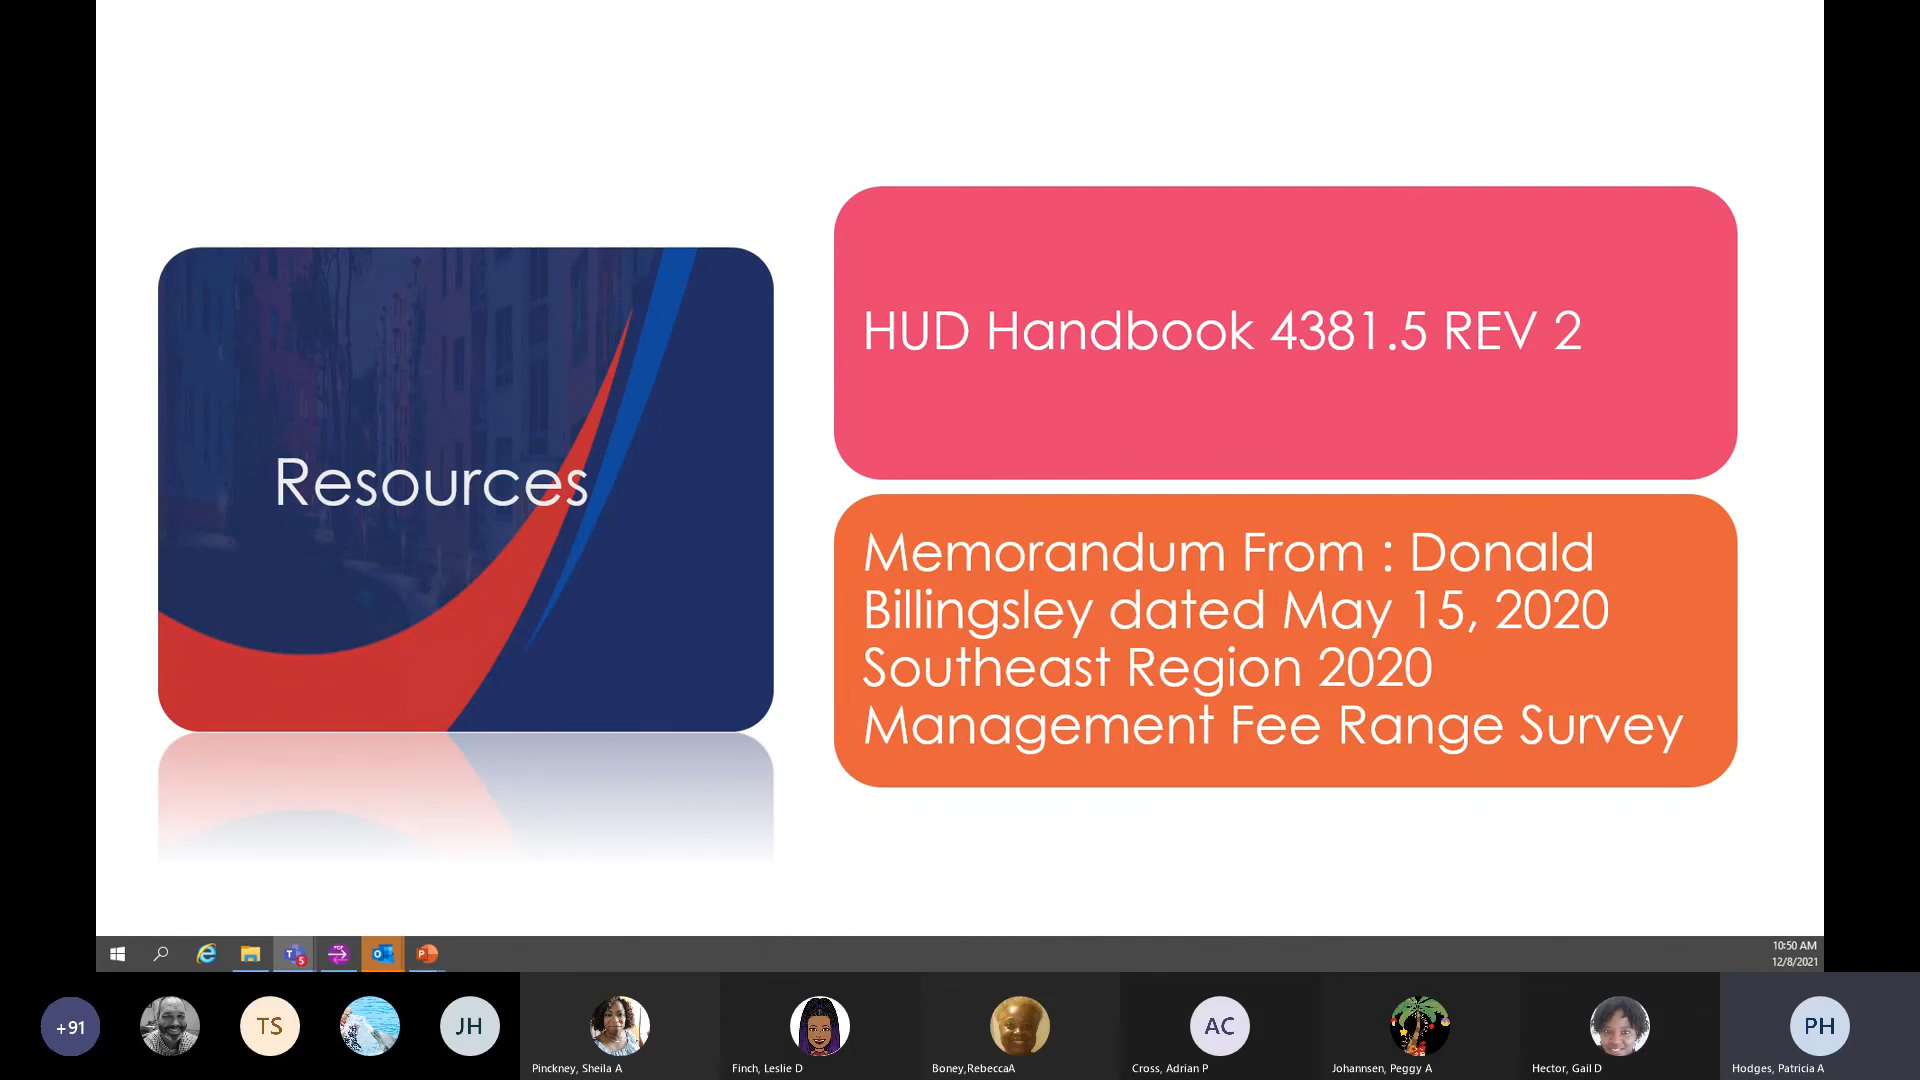 Resources
HUD Handbook 4381.5 REV 2
Memorandum From : Donald
Billingsley dated May 15, 2020
Southeast Region 2020
Management Fee Range Survey
10:50 AM
12/8/2021
+91
TS
JH
AC
PH
Pinckney, Sheila A
Finch, Leslie D
Boney,RebeccaA
Cross, Adrian P
Johannsen, Peggy A
Hector, Gail D
Hodges, Patricia A